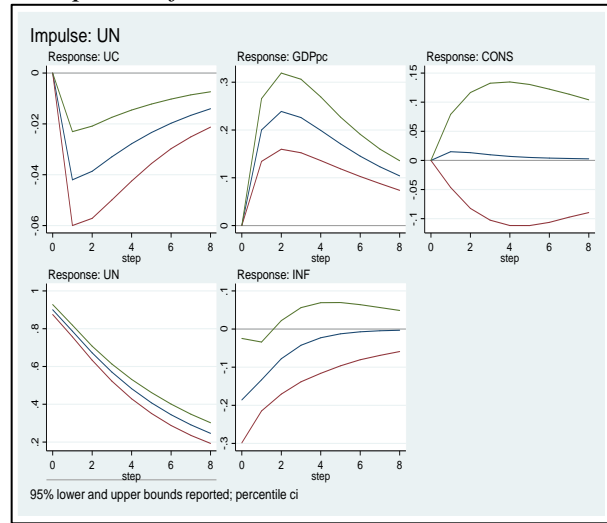 Impulse: UN
Response: UC
0
-.02
-.04
-.06
0 2 4 6 8
step
Response: GDPpc
.3
.2
.1
0
0 2 4 6 8
step
Response: CONS
.15
.1
.05
0
-.05
-.1
0 2 4 6 8
step
Response: UN
1
.8
.6
.4
.2
0 2 4 6 8
step
Response: INF
.1
0
-.1
-.2
-.3
0 2 4 6 8
step
95% lower and upper bounds reported; percentile ci